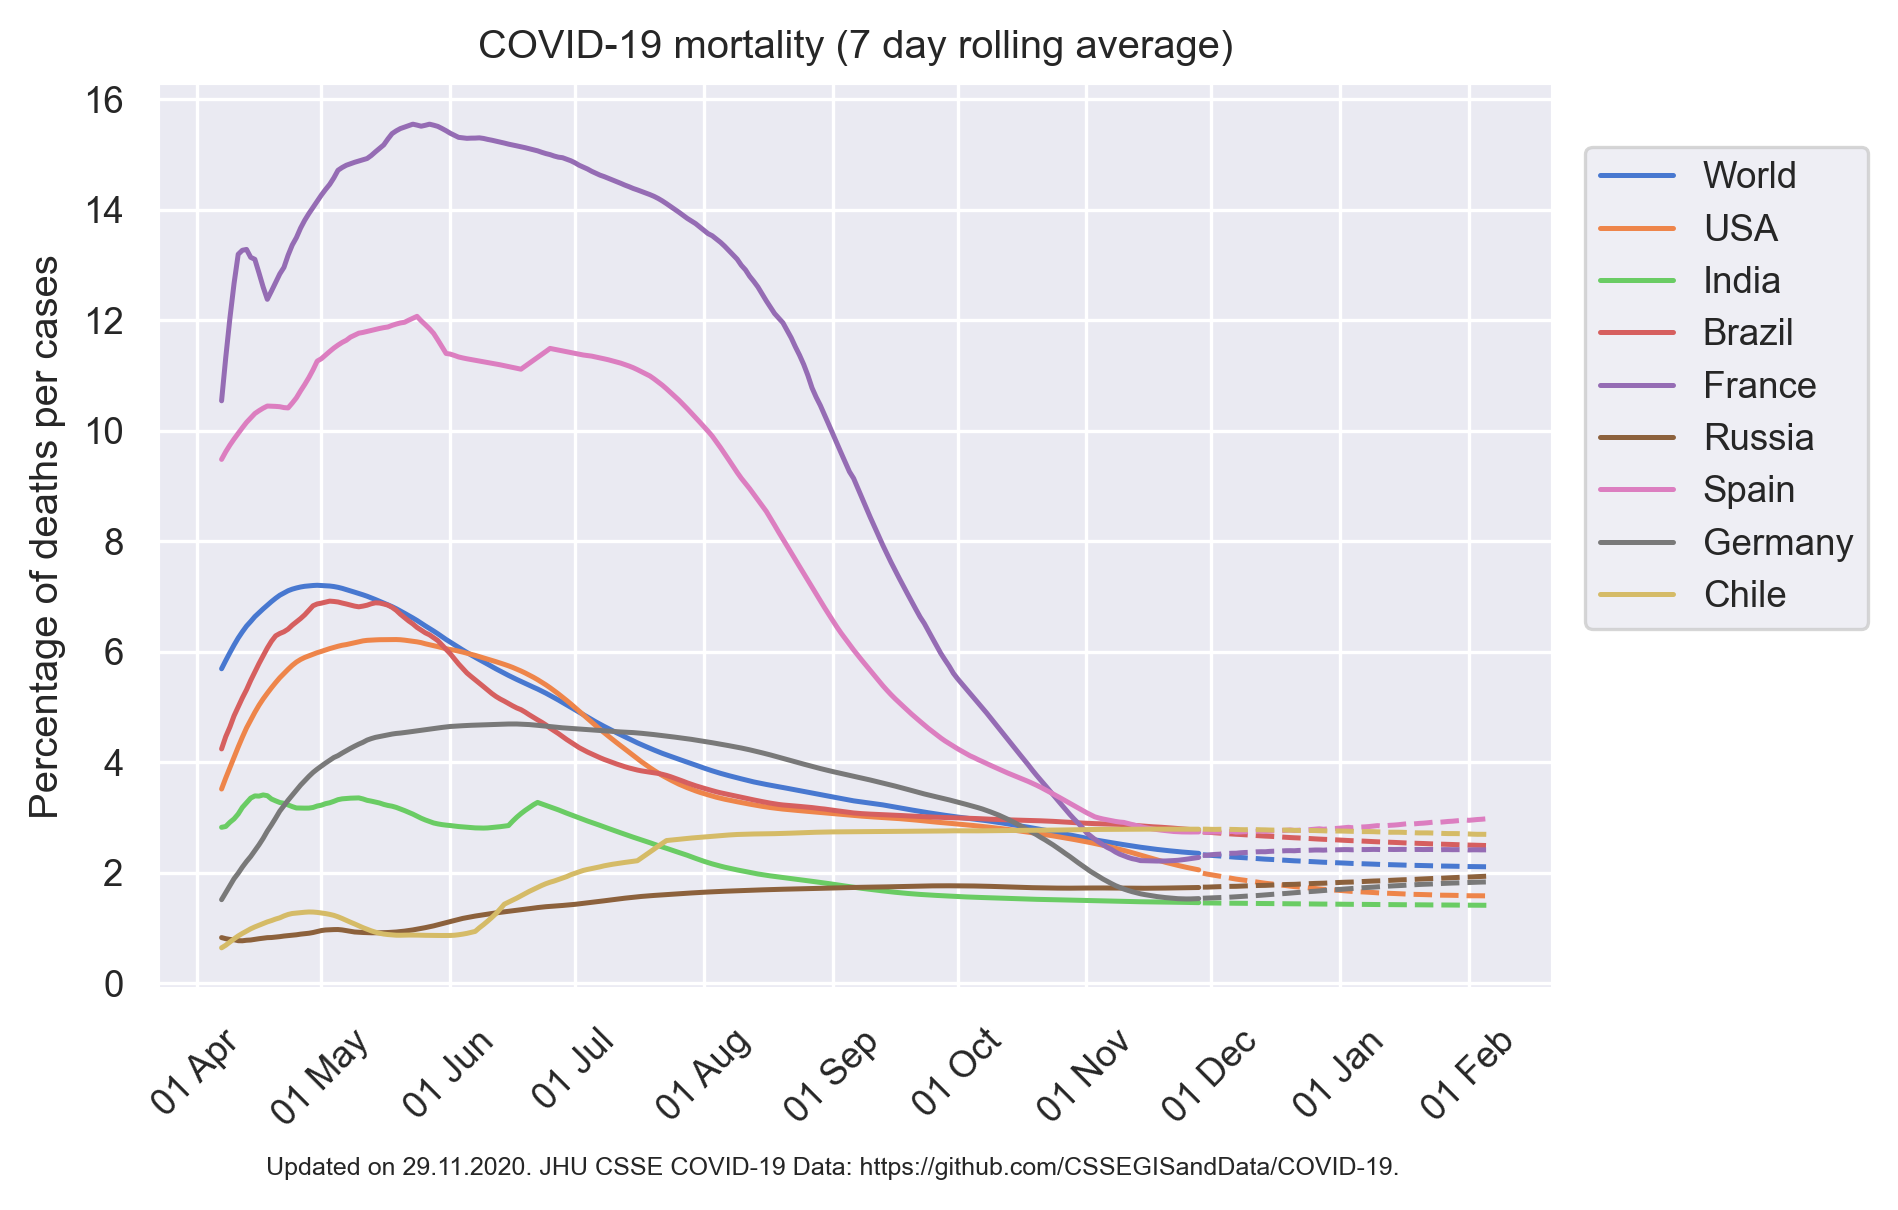 COVID-19 mortality (7 day rolling average)
Percentage of deaths per cases
16
14
12
10
8
6
4
2
0
01 Apr
01 May
01 Jun
01 Jul
01 Aug
01 Sep
01 Oct
01 Nov
01 Dec
01 Jan
01 Feb
World
USA
India
Brazil
France
Russia
Spain
Germany
Chile
Updated on 29.11.2020. JHU CSSE COVID-19 Data: https://github.com/CSSEGISandData/COVID-19.